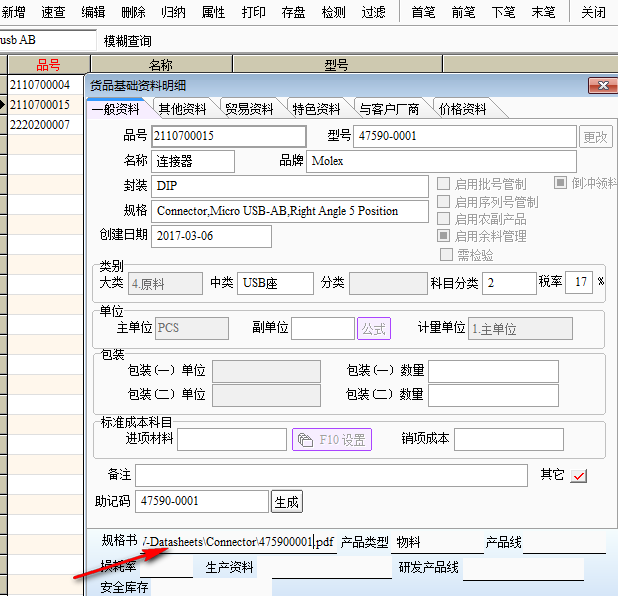 新增 速查 编辑 删除 归纳 属性 打印 存盘 检测 过滤 首笔 前笔 下笔 末笔 关闭
usb AB 模糊查询
品号 名称 型号
2110700004
2110700015
2220200007
货品基础资料明细
一般资料 其他资料 贸易资料 特色资料 与客户厂商 价格资料
品号 2110700015 型号 47590-0001 更改
名称 连接器 品牌 Molex
封装 DIP 启用批号管制 倒冲领料
规格 Connector,Micro USB-AB,Right Angle 5 Position 启用序列号管制
启用农副产品
创建日期 2017-03-06 启用余料管理
需检验
类别
大类 4.原料 中类 USB座 分类 科目分类 2 税率 17 %
单位
主单位 PCS 副单位 公式 计量单位 1.主单位
包装
包装(一) 单位 包装(一) 数量
包装(二) 单位 包装(二) 数量
标准成本科目
进项材料 F10 设置 销项成本
备注 其它
助记码 47590-0001 生成
规格书 /-Datasheets\Connector\475900001.pdf 产品类型 物料 产品线
损耗率 生产资料 研发产品线
安全库存